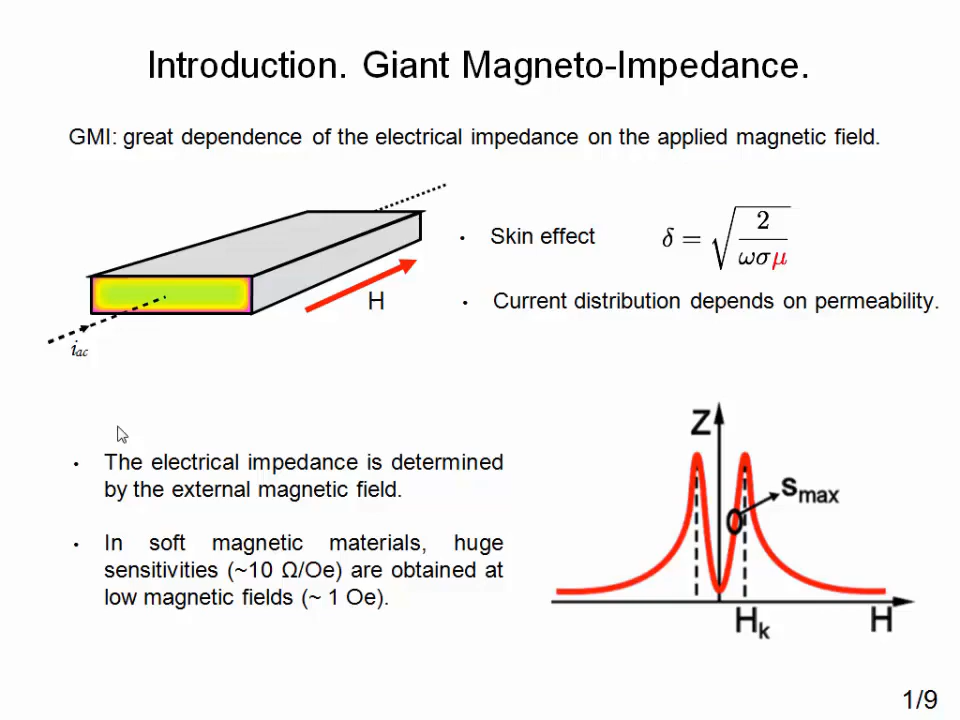 Introduction. Giant Magneto-Impedance.
GMI: great dependence of the electrical impedance on the applied magnetic field.
• Skin effect δ = √(2/ωσμ)
H
• Current distribution depends on permeability.
i_ac
• The electrical impedance is determined
by the external magnetic field.
• In soft magnetic materials, huge
sensitivities (~10 Ω/Oe) are obtained at
low magnetic fields (~ 1 Oe).
Z
S_max
H_k
H
1/9